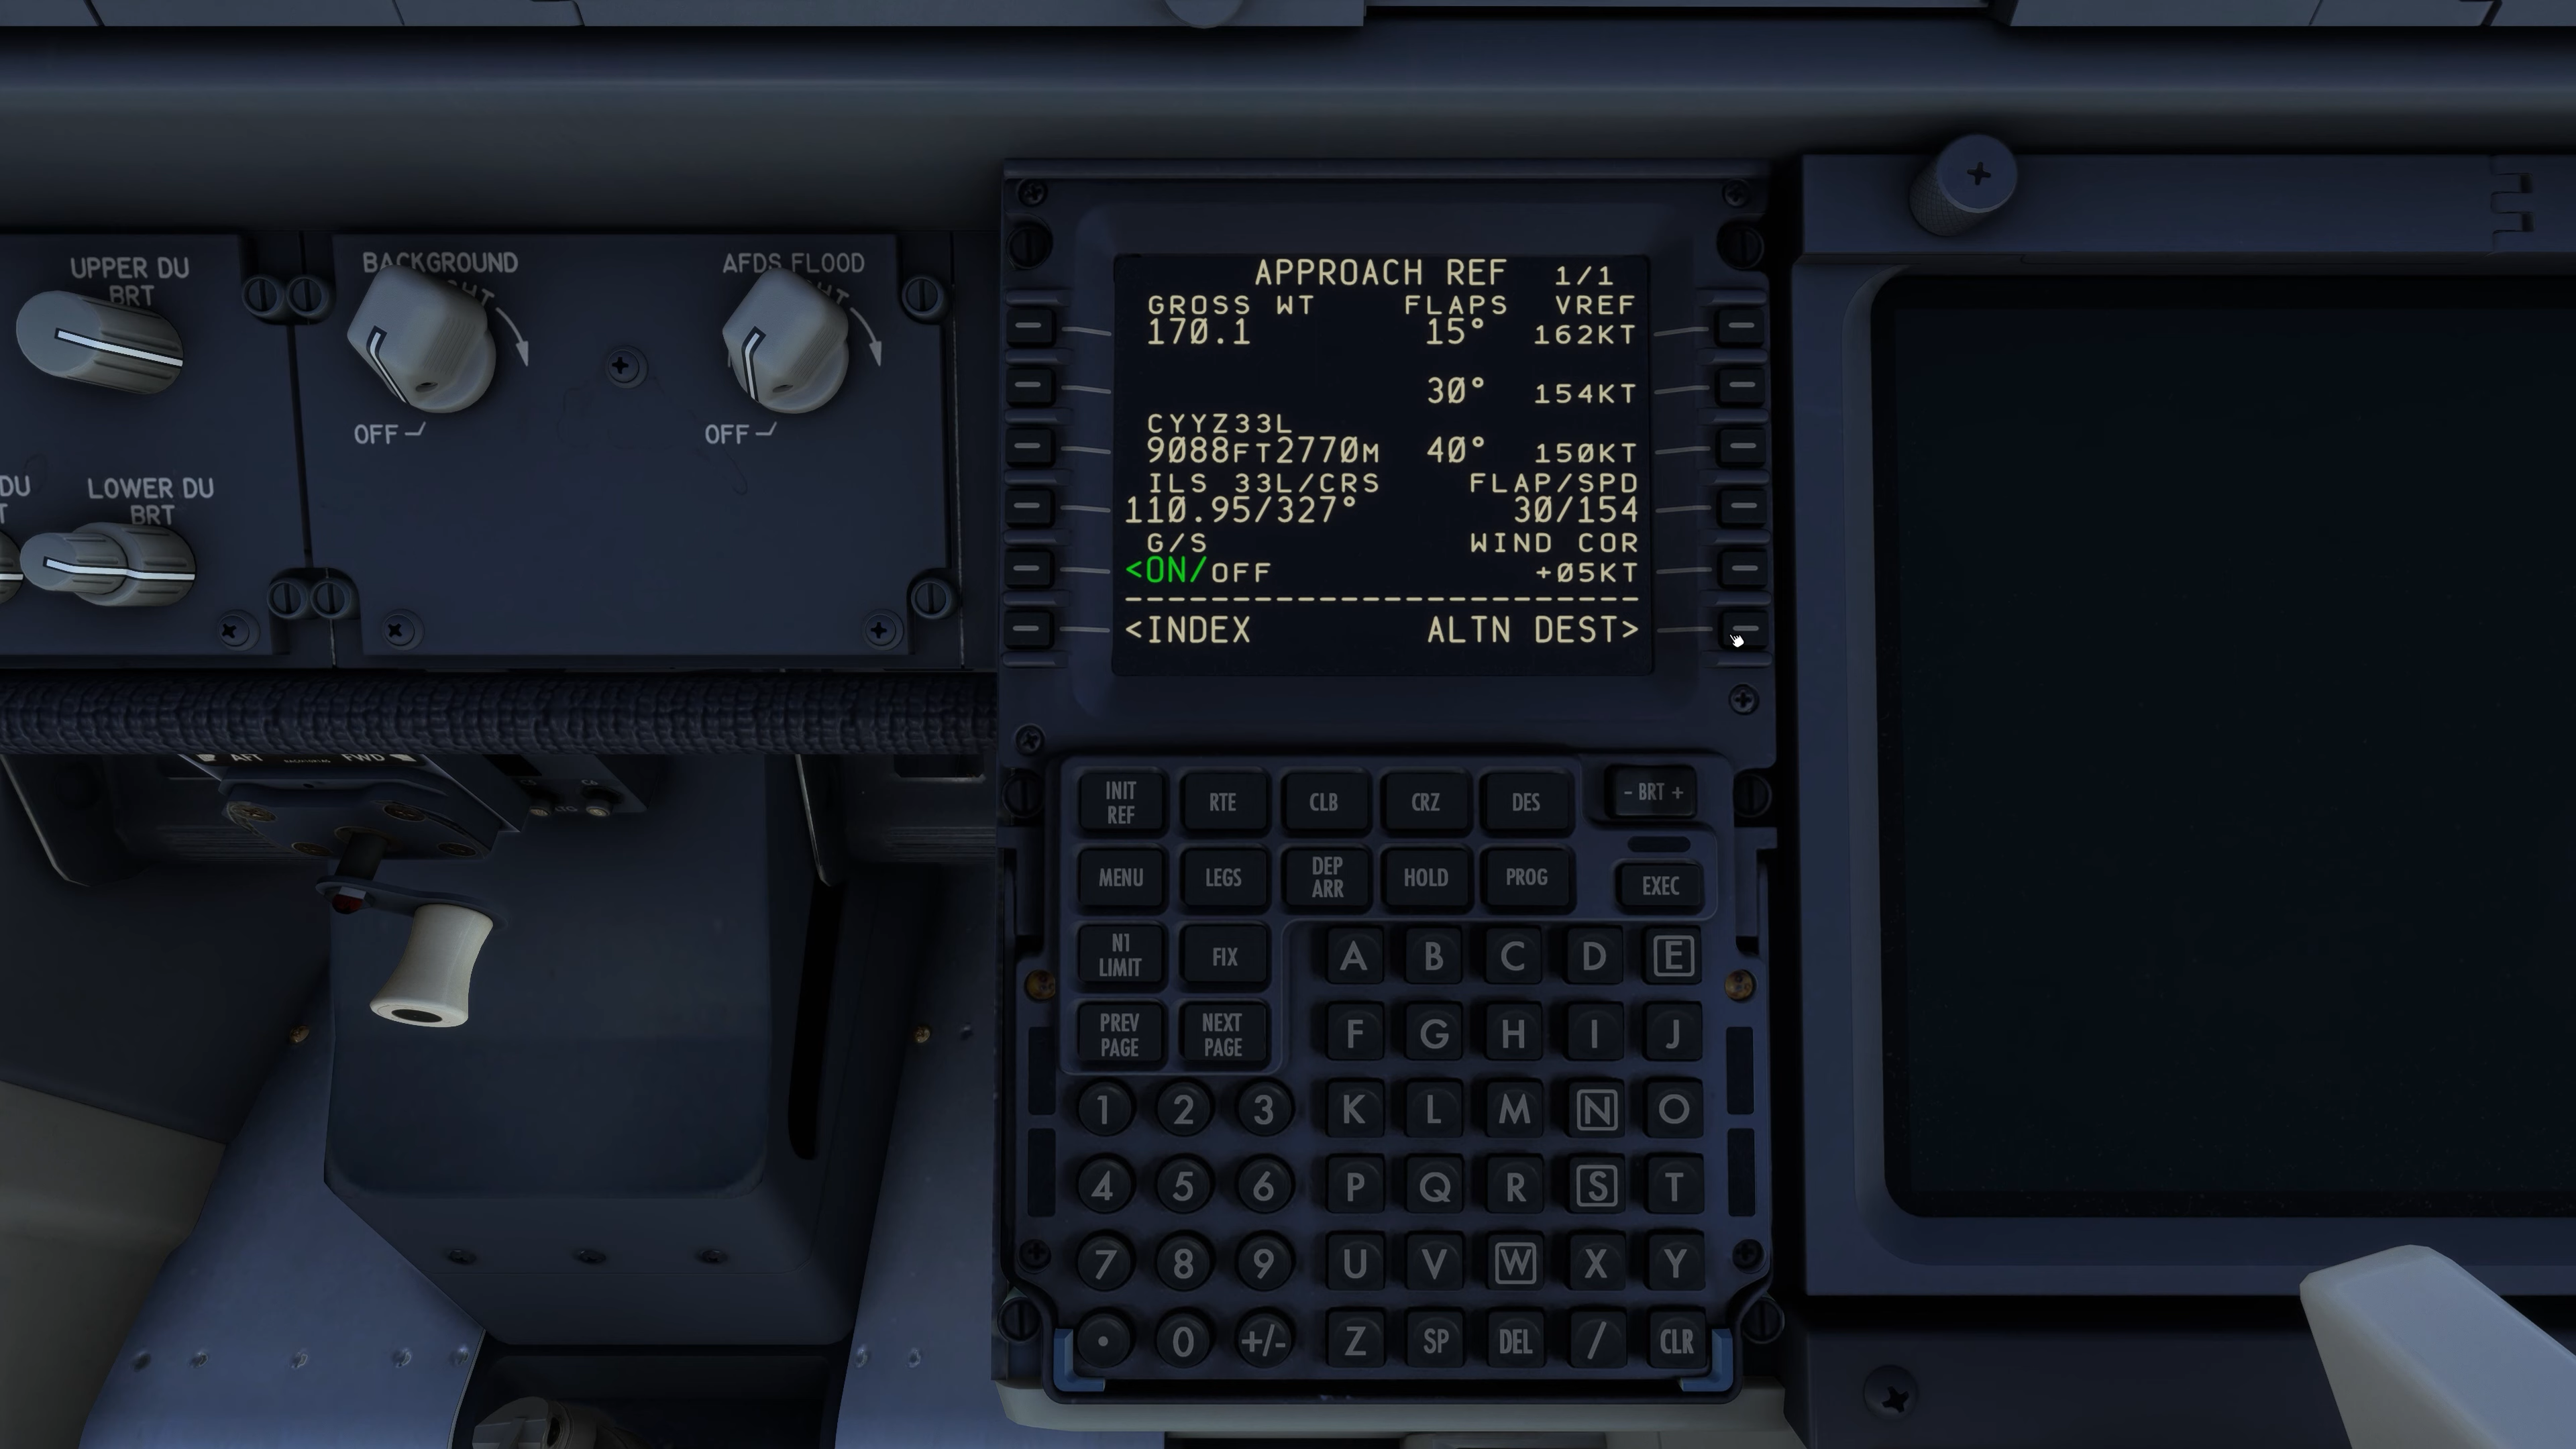 UPPER DU
BRT
BACKGROUND
OFF
AFDS FLOOD
OFF
DU
LOWER DU
BRT
AFT
FWD
APPROACH REF 1/1
GROSS WT FLAPS VREF
170.1 15° 162KT
30° 154KT
CYYZ33L
9088FT2770M 40° 150KT
ILS 33L/CRS FLAP/SPD
110.95/327° 30/154
G/S WIND COR
<ON/OFF +05KT
------------------------
<INDEX ALTN DEST>
INIT REF
RTE
CLB
CRZ
DES
- BRT +
MENU
LEGS
DEP ARR
HOLD
PROG
EXEC
N1 LIMIT
FIX
PREV PAGE
NEXT PAGE
A B C D E
F G H I J
1 2 3 K L M N O
4 5 6 P Q R S T
7 8 9 U V W X Y
. 0 +/- Z SP DEL / CLR